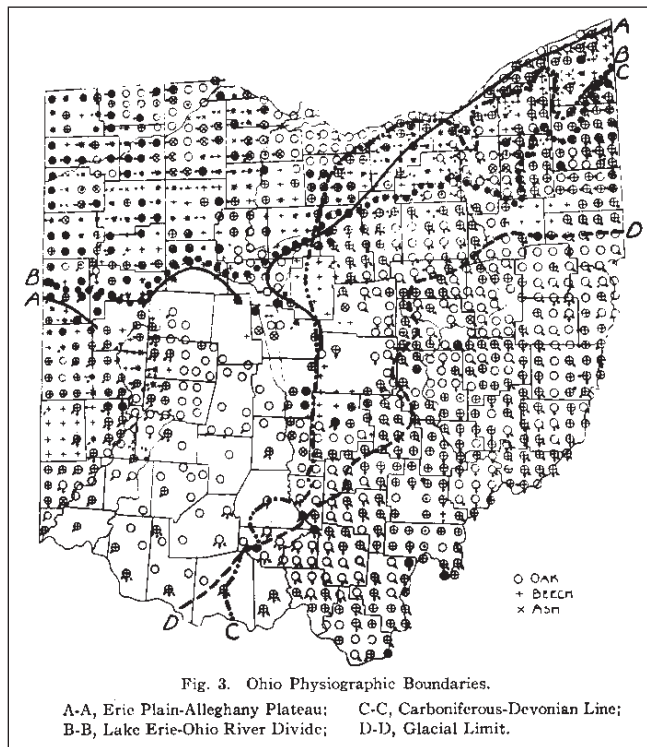 A
B
C
D
B
A
O OAK
+ BEECH
x ASH
D
C
Fig. 3. Ohio Physiographic Boundaries.
A-A, Erie Plain-Alleghany Plateau; C-C, Carboniferous-Devonian Line;
B-B, Lake Erie-Ohio River Divide; D-D, Glacial Limit.